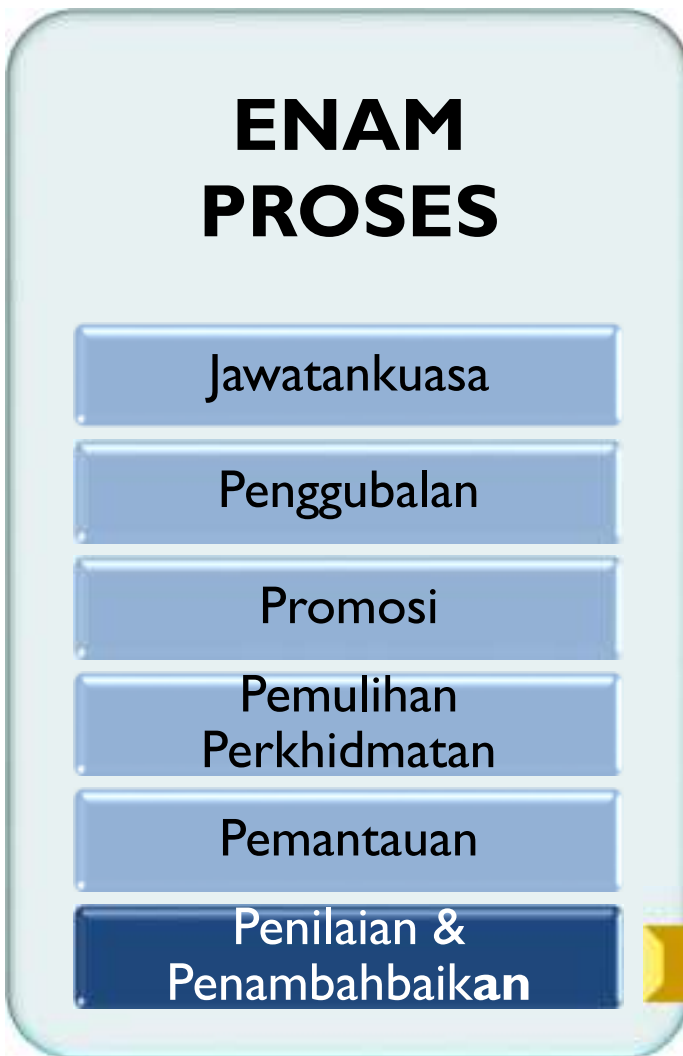 ENAM
PROSES
Jawatankuasa
Penggubalan
Promosi
Pemulihan
Perkhidmatan
Pemantauan
Penilaian &
Penambahbaikan